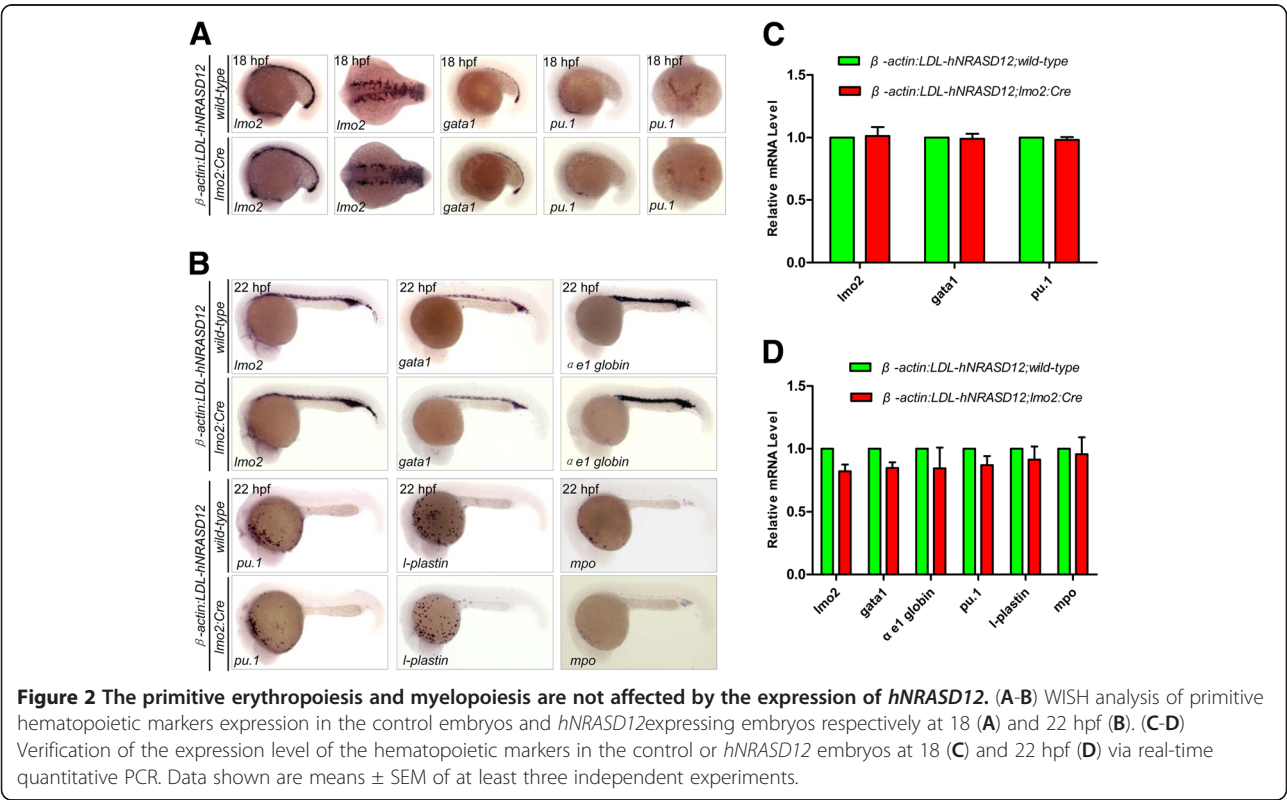 A
β-actin:LDL-hNRASD12
wild-type
18 hpf
lmo2
18 hpf
lmo2
18 hpf
gata1
18 hpf
pu.1
18 hpf
pu.1
lmo2:Cre
lmo2
lmo2
gata1
pu.1
pu.1
B
β-actin:LDL-hNRASD12
wild-type
22 hpf
lmo2
22 hpf
gata1
22 hpf
αe1 globin
lmo2:Cre
lmo2
gata1
αe1 globin
β-actin:LDL-hNRASD12
wild-type
22 hpf
pu.1
22 hpf
l-plastin
22 hpf
mpo
lmo2:Cre
pu.1
l-plastin
mpo
C
β -actin:LDL-hNRASD12;wild-type
β -actin:LDL-hNRASD12;lmo2:Cre
Relative mRNA Level
1.5
1.0
0.5
0.0
lmo2
gata1
pu.1
D
β -actin:LDL-hNRASD12;wild-type
β -actin:LDL-hNRASD12;lmo2:Cre
Relative mRNA Level
1.5
1.0
0.5
0.0
lmo2
gata1
α e1 globin
pu.1
l-plastin
mpo
Figure 2 The primitive erythropoiesis and myelopoiesis are not affected by the expression of hNRASD12. (A-B) WISH analysis of primitive
hematopoietic markers expression in the control embryos and hNRASD12expressing embryos respectively at 18 (A) and 22 hpf (B). (C-D)
Verification of the expression level of the hematopoietic markers in the control or hNRASD12 embryos at 18 (C) and 22 hpf (D) via real-time
quantitative PCR. Data shown are means ± SEM of at least three independent experiments.